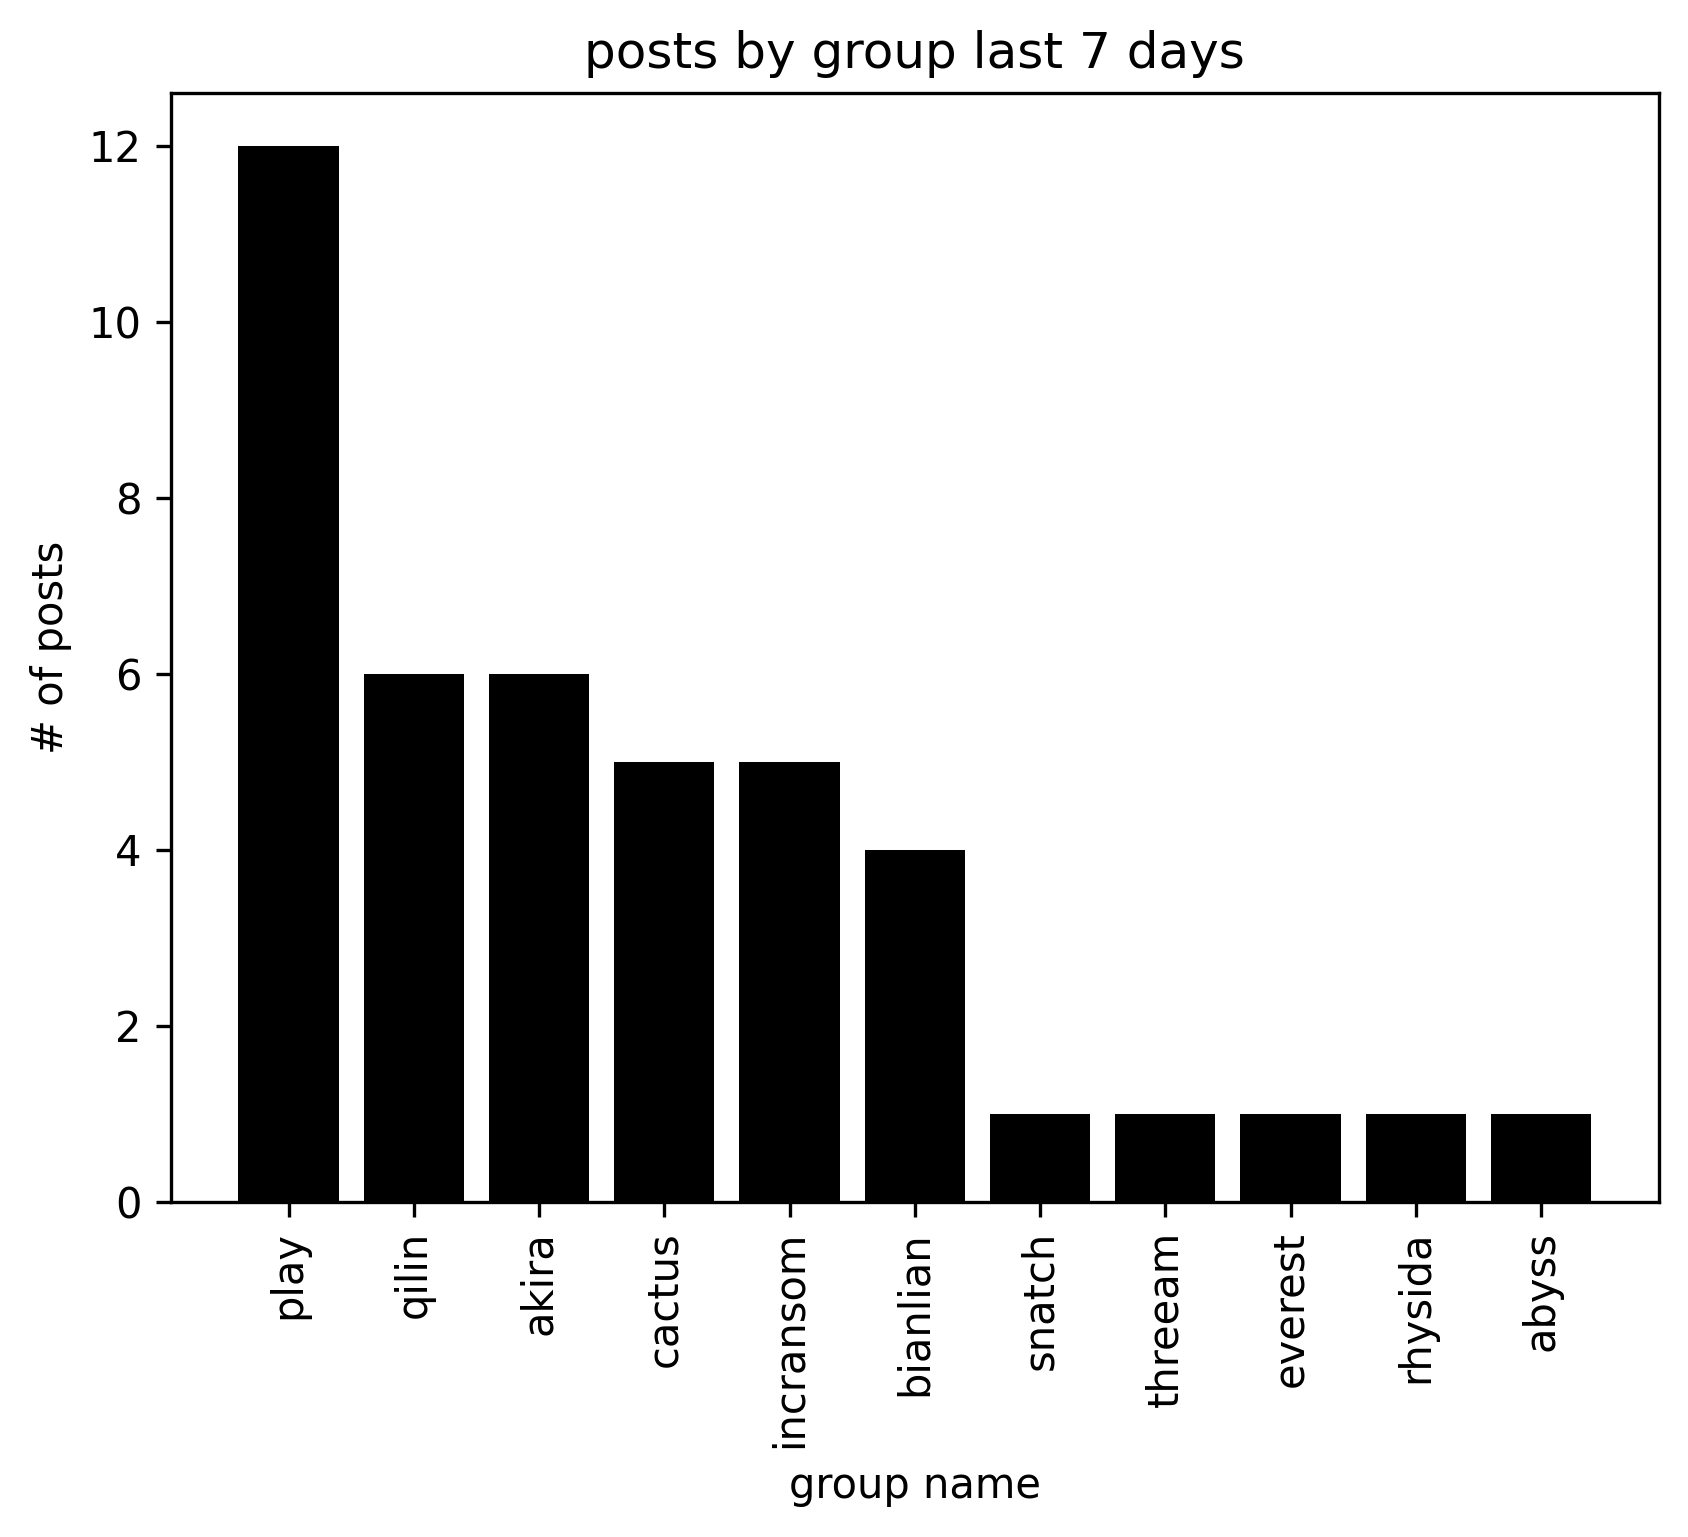 posts by group last 7 days
12
10
8
6
4
2
0
# of posts
play
qilin
akira
cactus
incransom
bianlian
snatch
threeam
everest
rhysida
abyss
group name